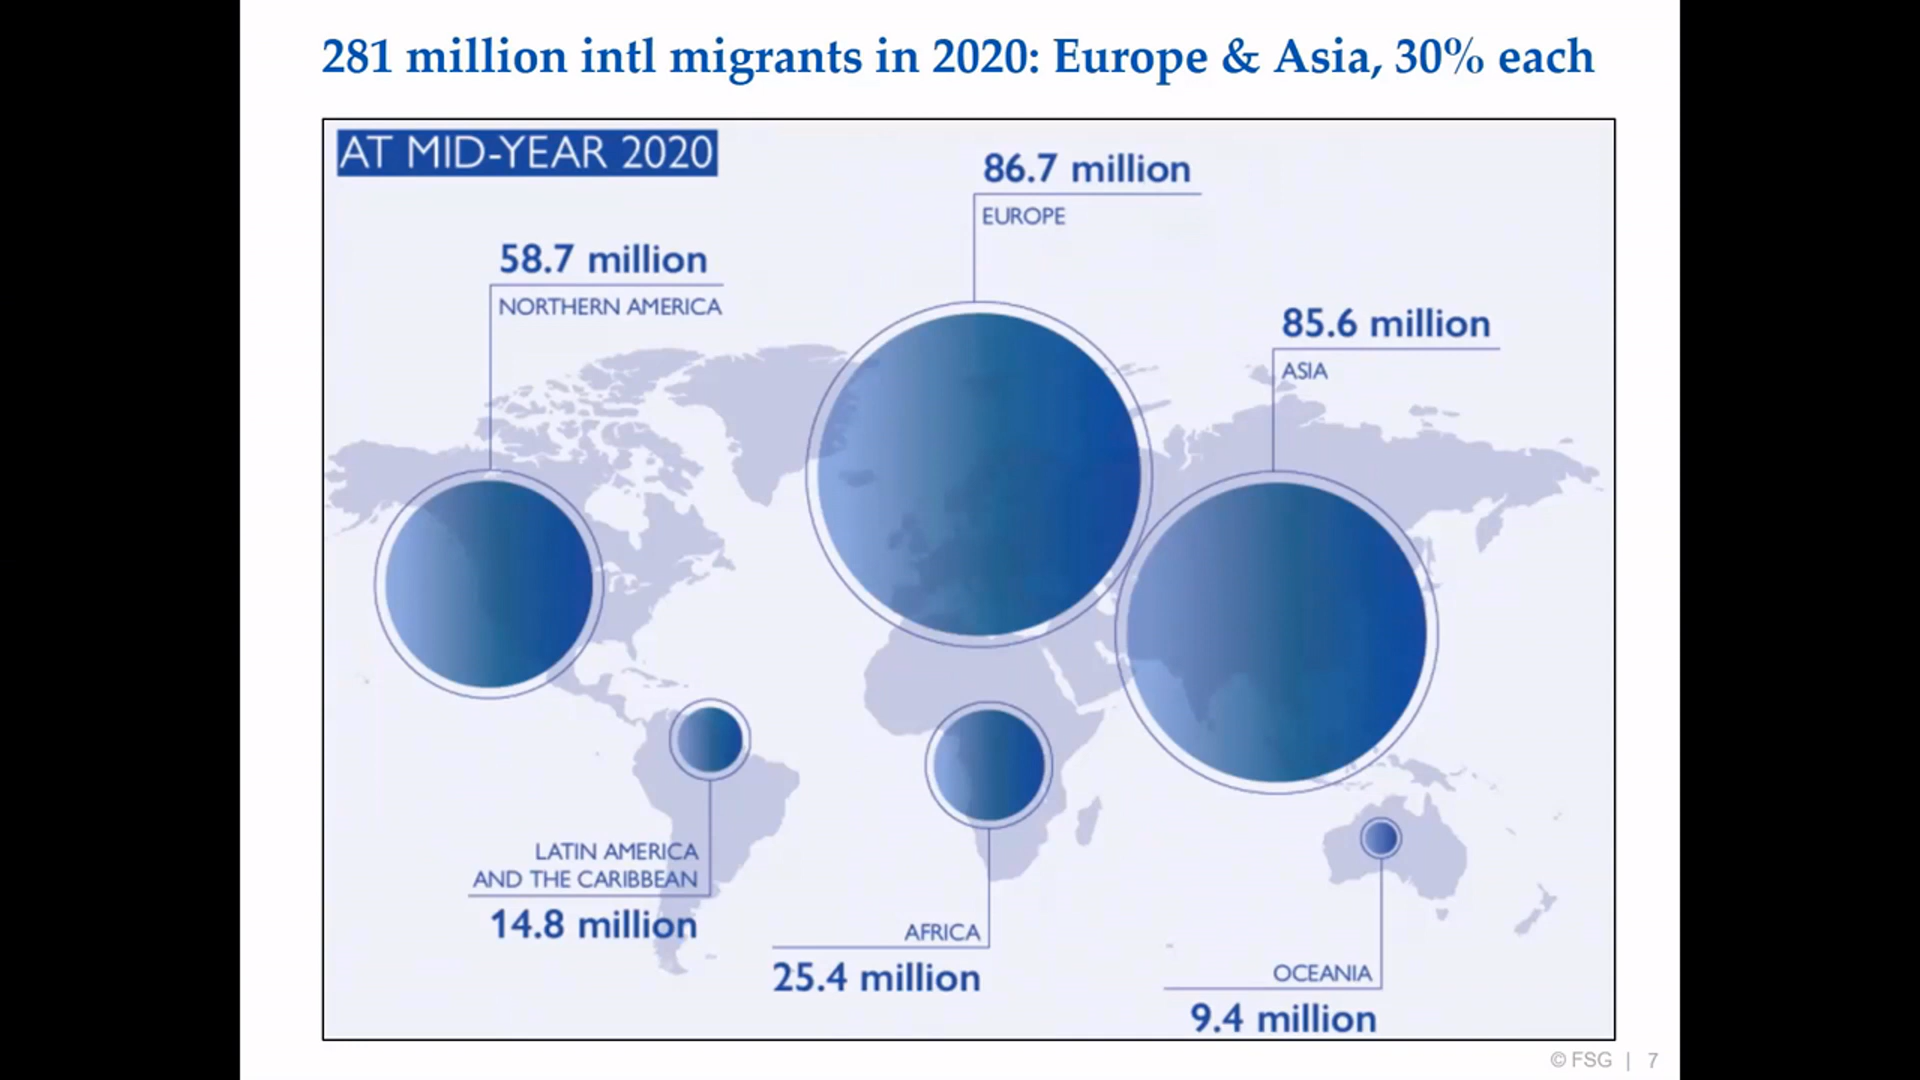 281 million intl migrants in 2020: Europe & Asia, 30% each
AT MID-YEAR 2020
86.7 million
EUROPE
58.7 million
NORTHERN AMERICA
85.6 million
ASIA
LATIN AMERICA
AND THE CARIBBEAN
14.8 million
AFRICA
25.4 million
OCEANIA
9.4 million
© FSG | 7